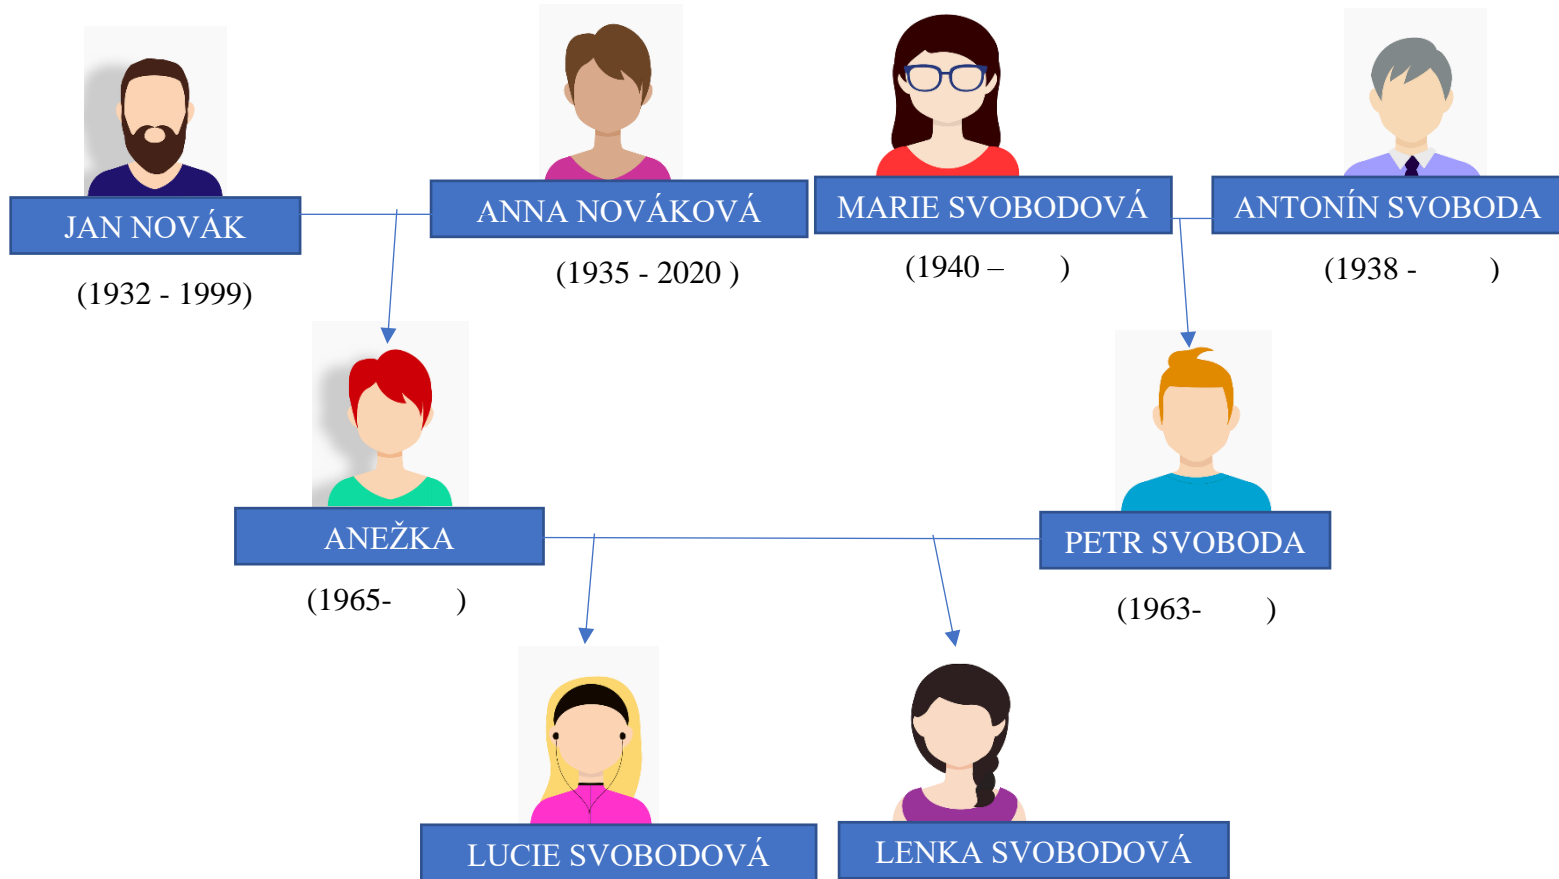 JAN NOVÁK
ANNA NOVÁKOVÁ
MARIE SVOBODOVÁ
ANTONÍN SVOBODA
(1932 - 1999)
(1935 - 2020 )
(1940 – )
(1938 - )
ANEŽKA
PETR SVOBODA
(1965- )
(1963- )
LUCIE SVOBODOVÁ
LENKA SVOBODOVÁ